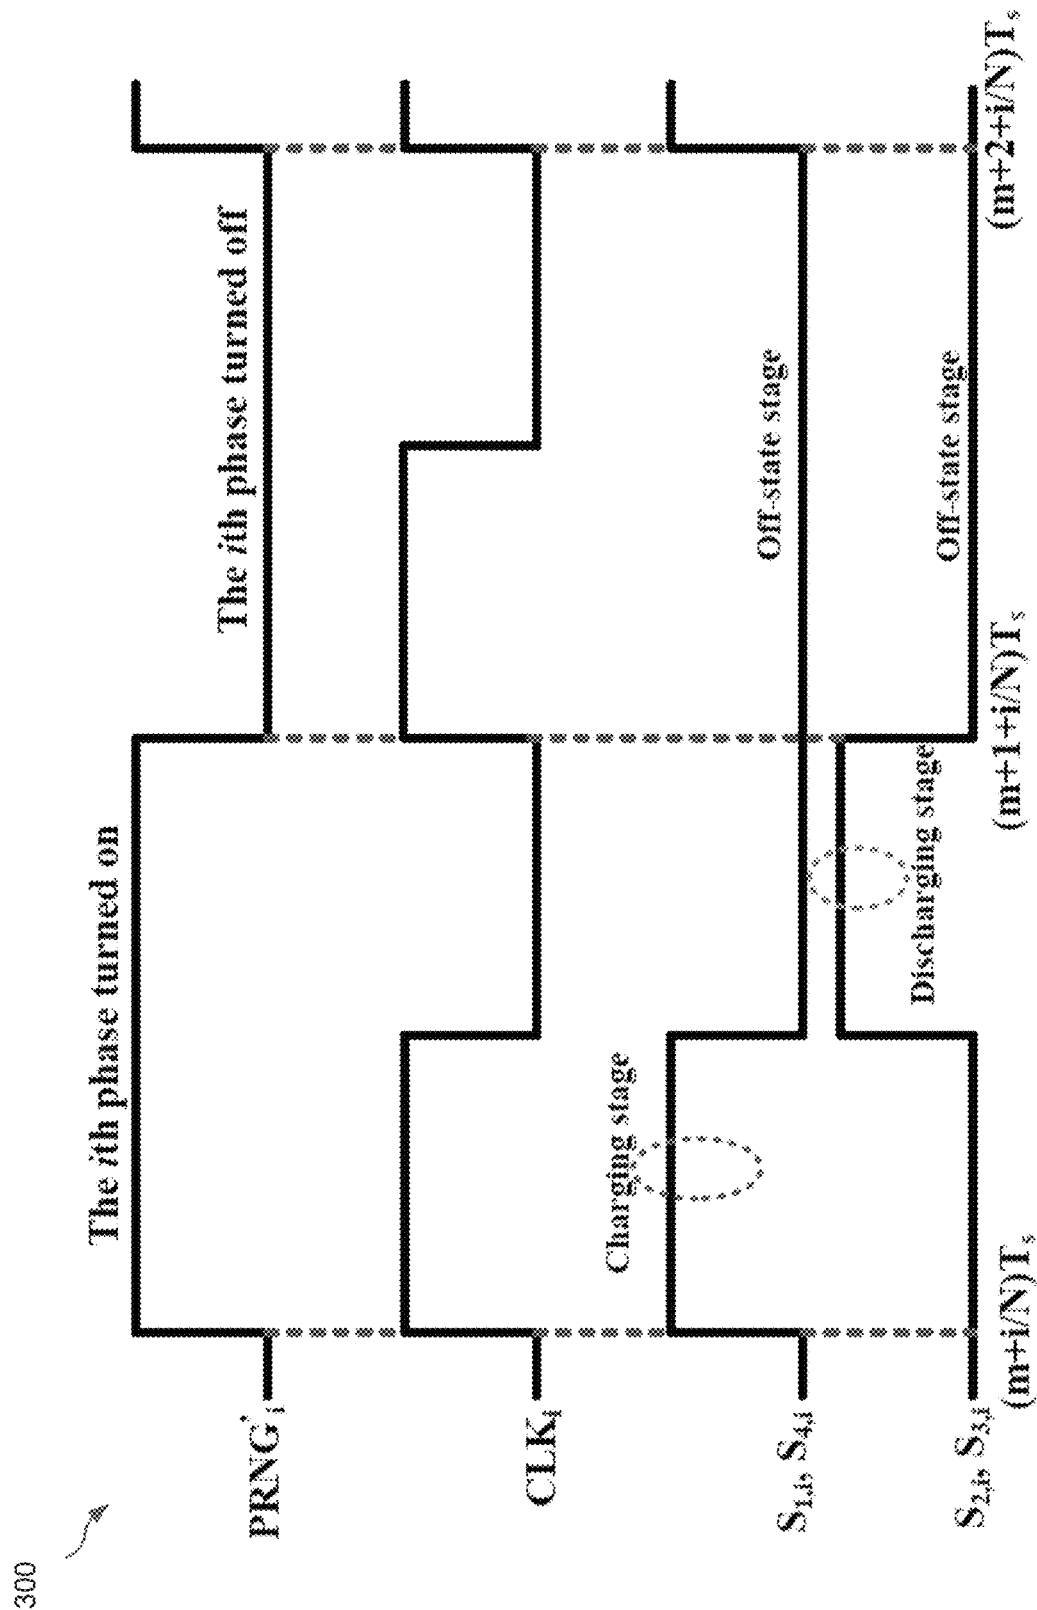 300
The ith phase turned on
The ith phase turned off
PRNG'i
CLKi
Charging stage
Off-state stage
S1,i, S4,i
Discharging stage
Off-state stage
S2,i, S3,i
(m+i/N)Ts
(m+1+i/N)Ts
(m+2+i/N)Ts